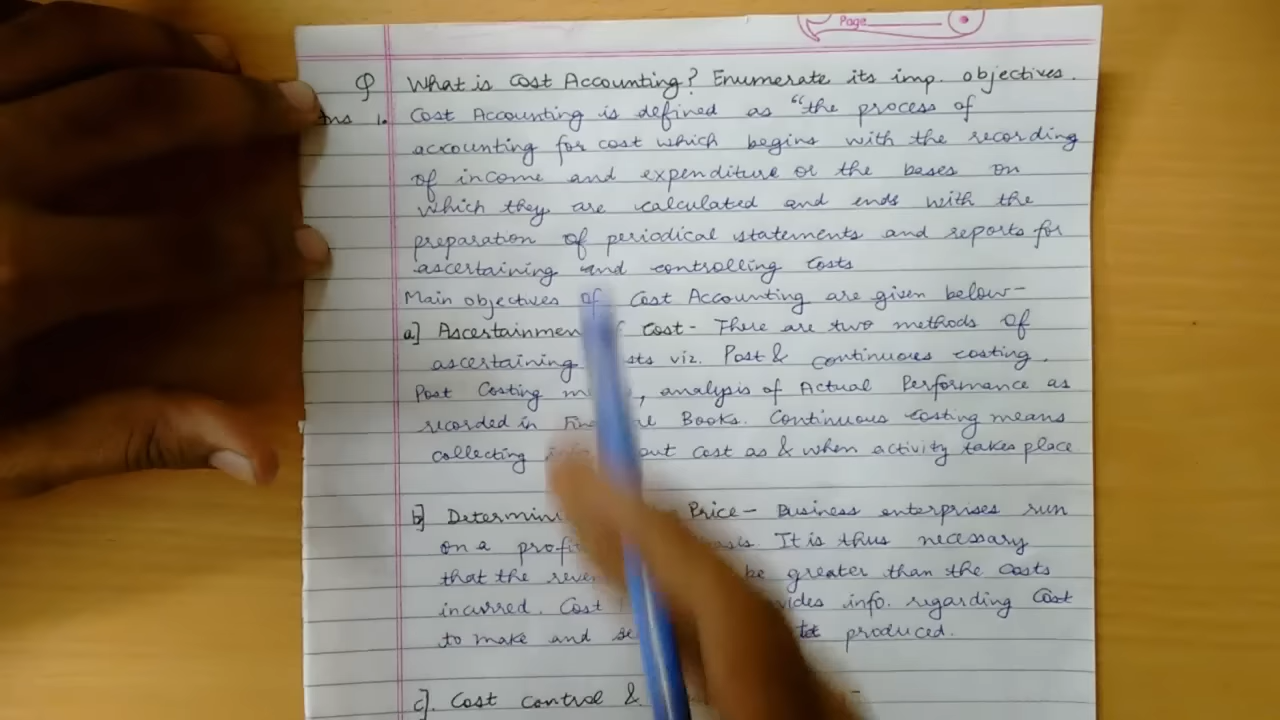 Page
Q What is Cost Accounting? Enumerate its imp. objectives.
Ans 1. Cost Accounting is defined as "the process of
accounting for cost which begins with the recording
of income and expenditure or the bases on
which they are calculated and ends with the
preparation of periodical statements and reports for
ascertaining and controlling costs
Main objectives of Cost Accounting are given below-
a] Ascertainmen Cost - There are two methods of
ascertaining sts viz. Post & continuous costing.
Post Costing m , analysis of Actual Performance as
recorded in Books. Continuous costing means
collecting out cost as & when activity takes place
b] Determin Price - Business enterprises run
on a profi It is thus necessary
that the reve be greater than the costs
incurred. Cost vides info. regarding Cost
to make and se produced.
c]. Cost control &